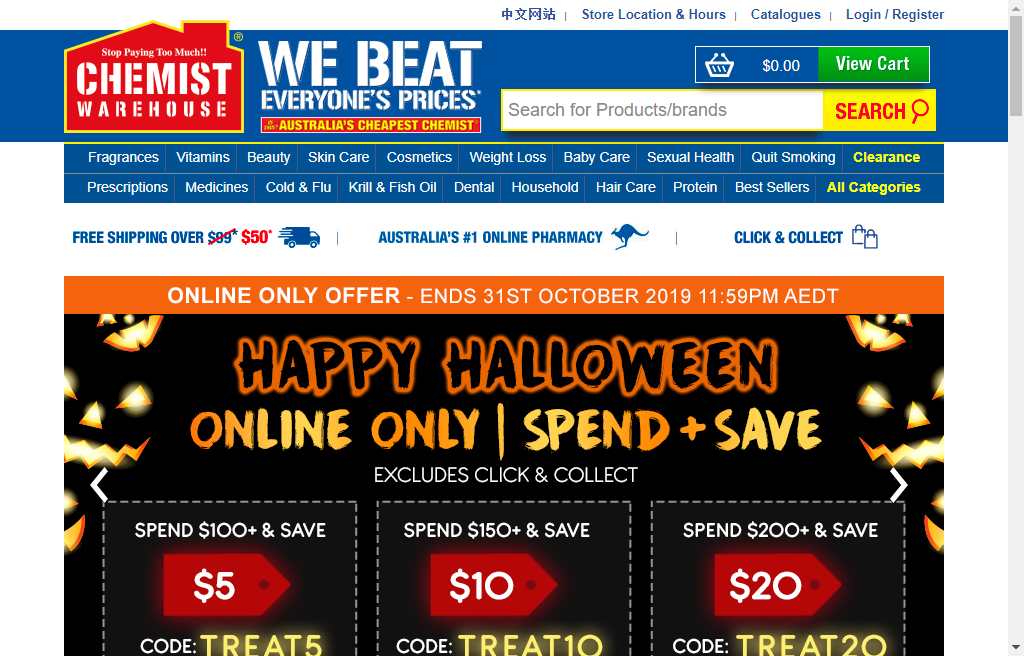 中文网站 | Store Location & Hours | Catalogues | Login / Register
Stop Paying Too Much!!
CHEMIST
WAREHOUSE
®
WE BEAT
EVERYONE'S PRICES*
IS THIS? AUSTRALIA'S CHEAPEST CHEMIST
$0.00
View Cart
Search for Products/brands
SEARCH
Fragrances Vitamins Beauty Skin Care Cosmetics Weight Loss Baby Care Sexual Health Quit Smoking Clearance
Prescriptions Medicines Cold & Flu Krill & Fish Oil Dental Household Hair Care Protein Best Sellers All Categories
FREE SHIPPING OVER $99* $50* | AUSTRALIA'S #1 ONLINE PHARMACY | CLICK & COLLECT
ONLINE ONLY OFFER - ENDS 31ST OCTOBER 2019 11:59PM AEDT
HAPPY HALLOWEEN
ONLINE ONLY | SPEND + SAVE
EXCLUDES CLICK & COLLECT
SPEND $100+ & SAVE
$5
CODE: TREAT5
SPEND $150+ & SAVE
$10
CODE: TREAT10
SPEND $200+ & SAVE
$20
CODE: TREAT20